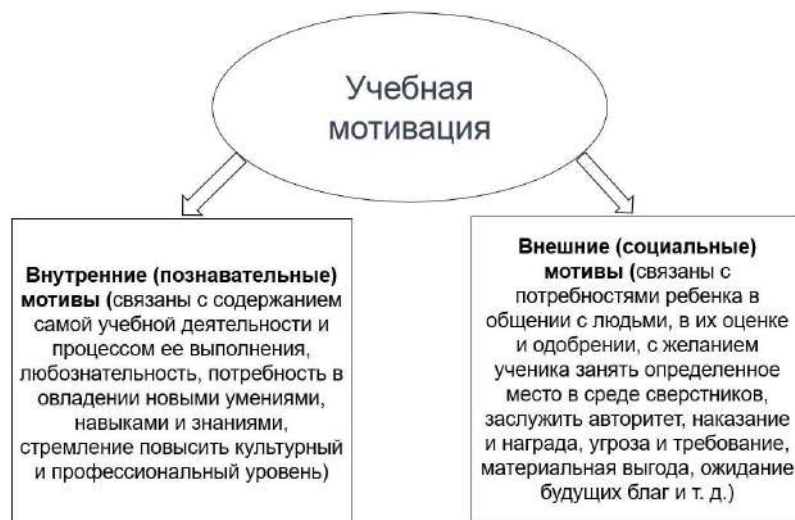 Учебная
мотивация
Внутренние (познавательные)
мотивы (связаны с содержанием
самой учебной деятельности и
процессом ее выполнения,
любознательность, потребность в
овладении новыми умениями,
навыками и знаниями,
стремление повысить культурный
и профессиональный уровень)
Внешние (социальные)
мотивы (связаны с
потребностями ребенка в
общении с людьми, в их оценке
и одобрении, с желанием
ученика занять определенное
место в среде сверстников,
заслужить авторитет, наказание
и награда, угроза и требование,
материальная выгода, ожидание
будущих благ и т. д.)